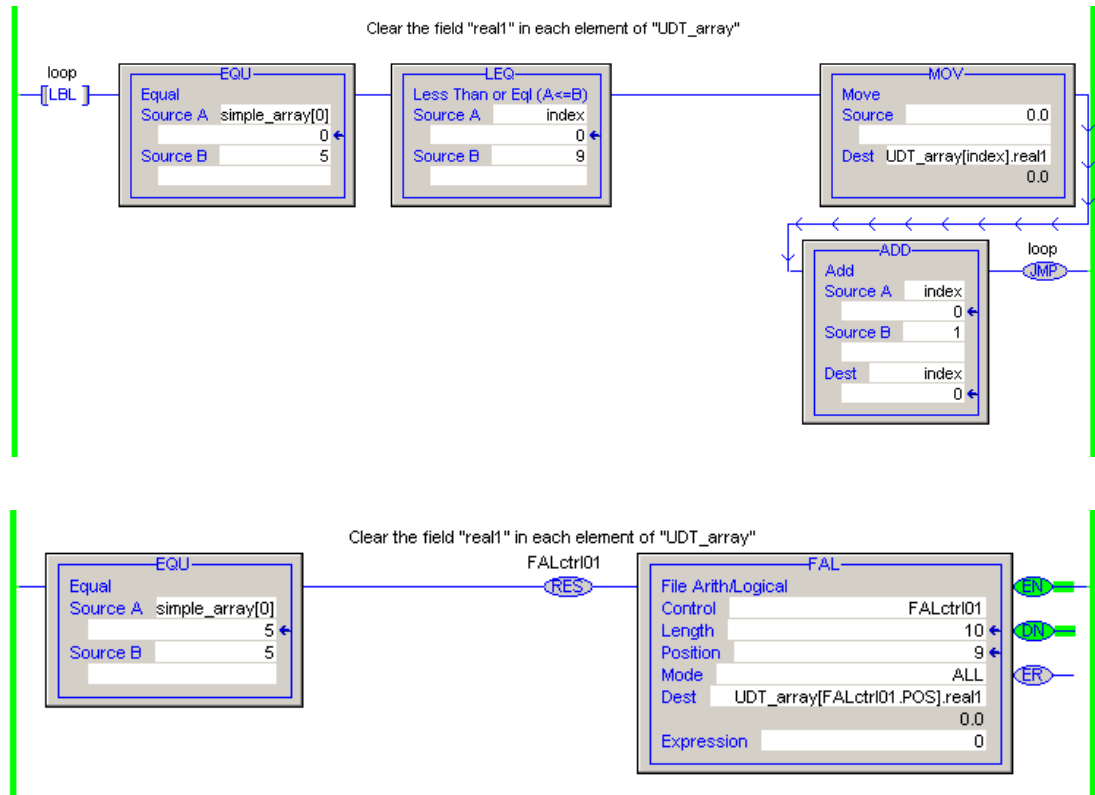 Clear the field "real1" in each element of "UDT_array"
loop
LBL
EQU
Equal
Source A simple_array[0]
0
Source B 5
LEQ
Less Than or Eql (A<=B)
Source A index
0
Source B 9
MOV
Move
Source 0.0
Dest UDT_array[index].real1
0.0
ADD
Add
Source A index
0
Source B 1
Dest index
0
loop
JMP
Clear the field "real1" in each element of "UDT_array"
EQU
Equal
Source A simple_array[0]
5
Source B 5
FALctrl01
RES
FAL
File Arith/Logical
Control FALctrl01
Length 10
Position 9
Mode ALL
Dest UDT_array[FALctrl01.POS].real1
0.0
Expression 0
EN
DN
ER